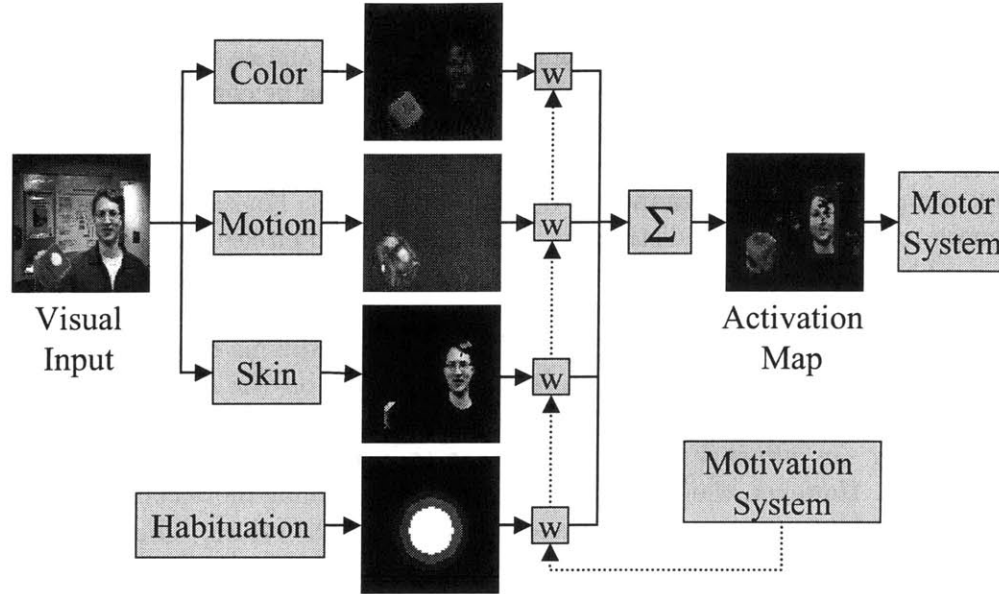 Color
w
Motion
w
Σ
Motor
System
Visual
Input
Activation
Map
Skin
w
Motivation
System
Habituation
w